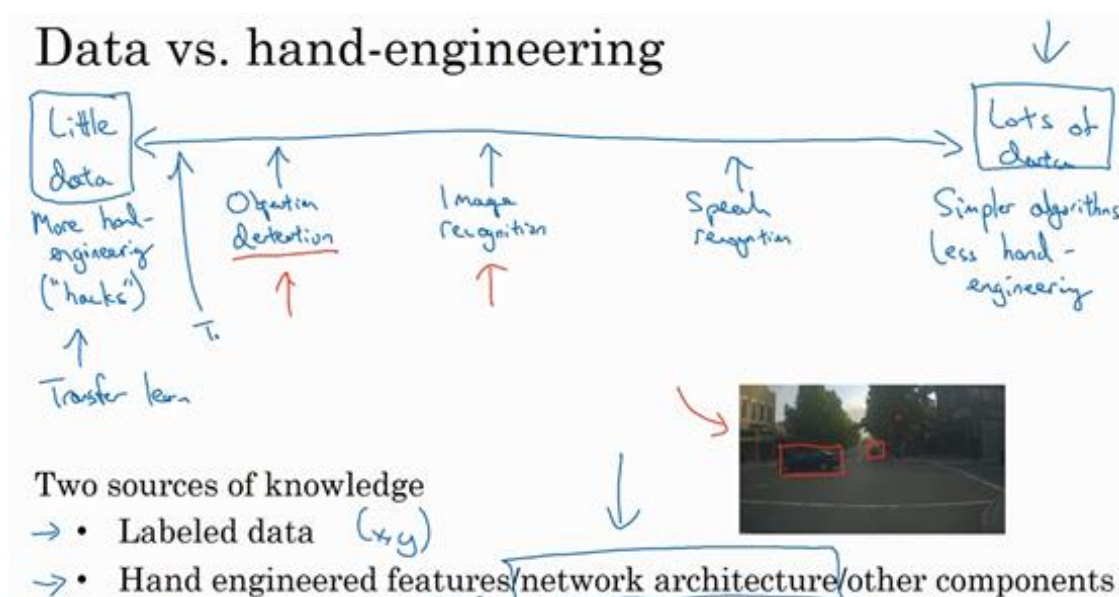 Data vs. hand-engineering
Little
data
Lots of
data
More hand-
engineering
("hacks")
detection
Image
recognition
Speech
recognition
Simpler algorithms
Less hand-
engineering
T.
Transfer learn
Two sources of knowledge
→ • Labeled data (x,y)
→ • Hand engineered features/network architecture/other components